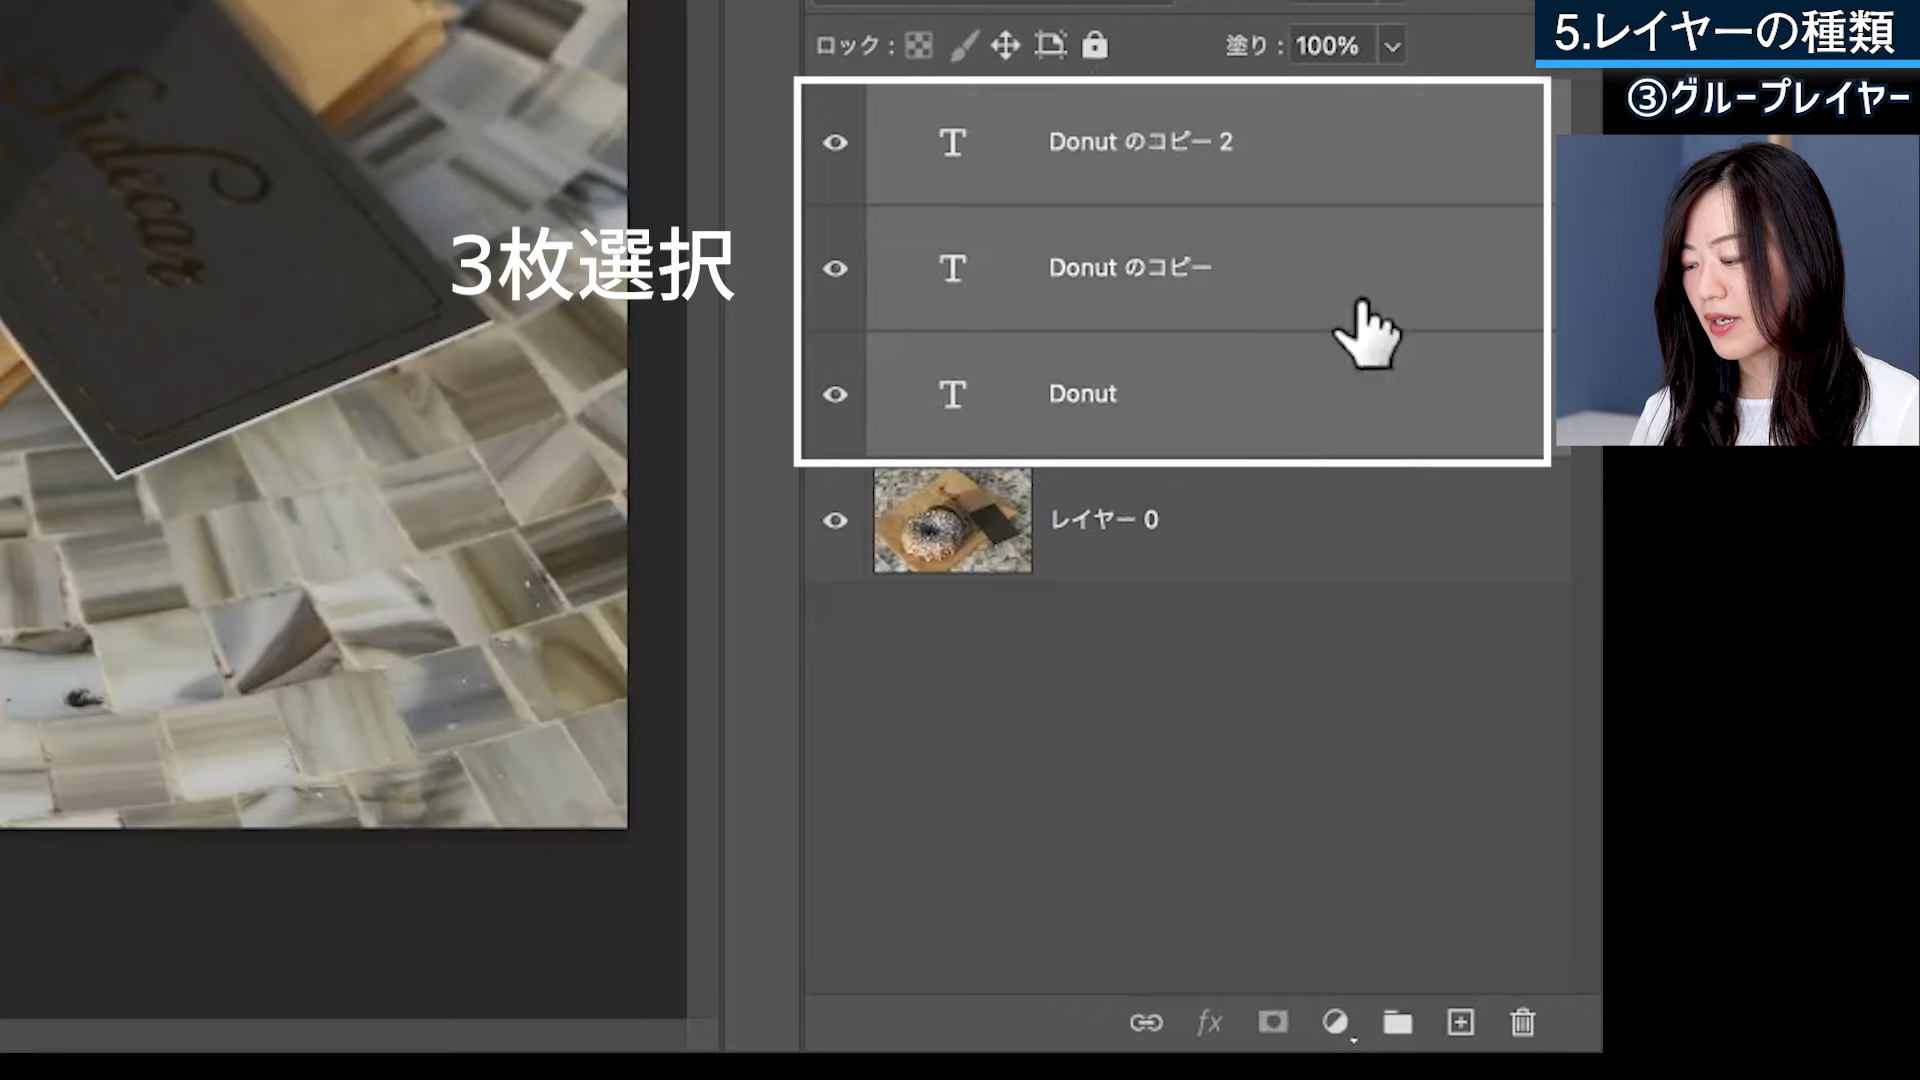 5.レイヤーの種類
③グループレイヤー
ロック :
塗り : 100%
T Donut のコピー 2
3枚選択
T Donut のコピー
T Donut
レイヤー 0
Sidecar
fx